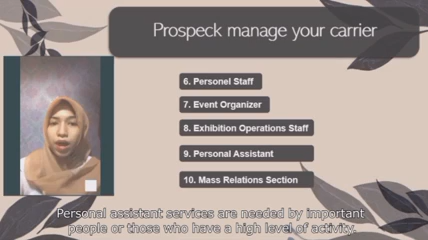 Prospeck manage your carrier
6. Personel Staff
7. Event Organizer
8. Exhibition Operations Staff
9. Personal Assistant
10. Mass Relations Section
Personal assistant services are needed by important
people or those who have a high level of activity.